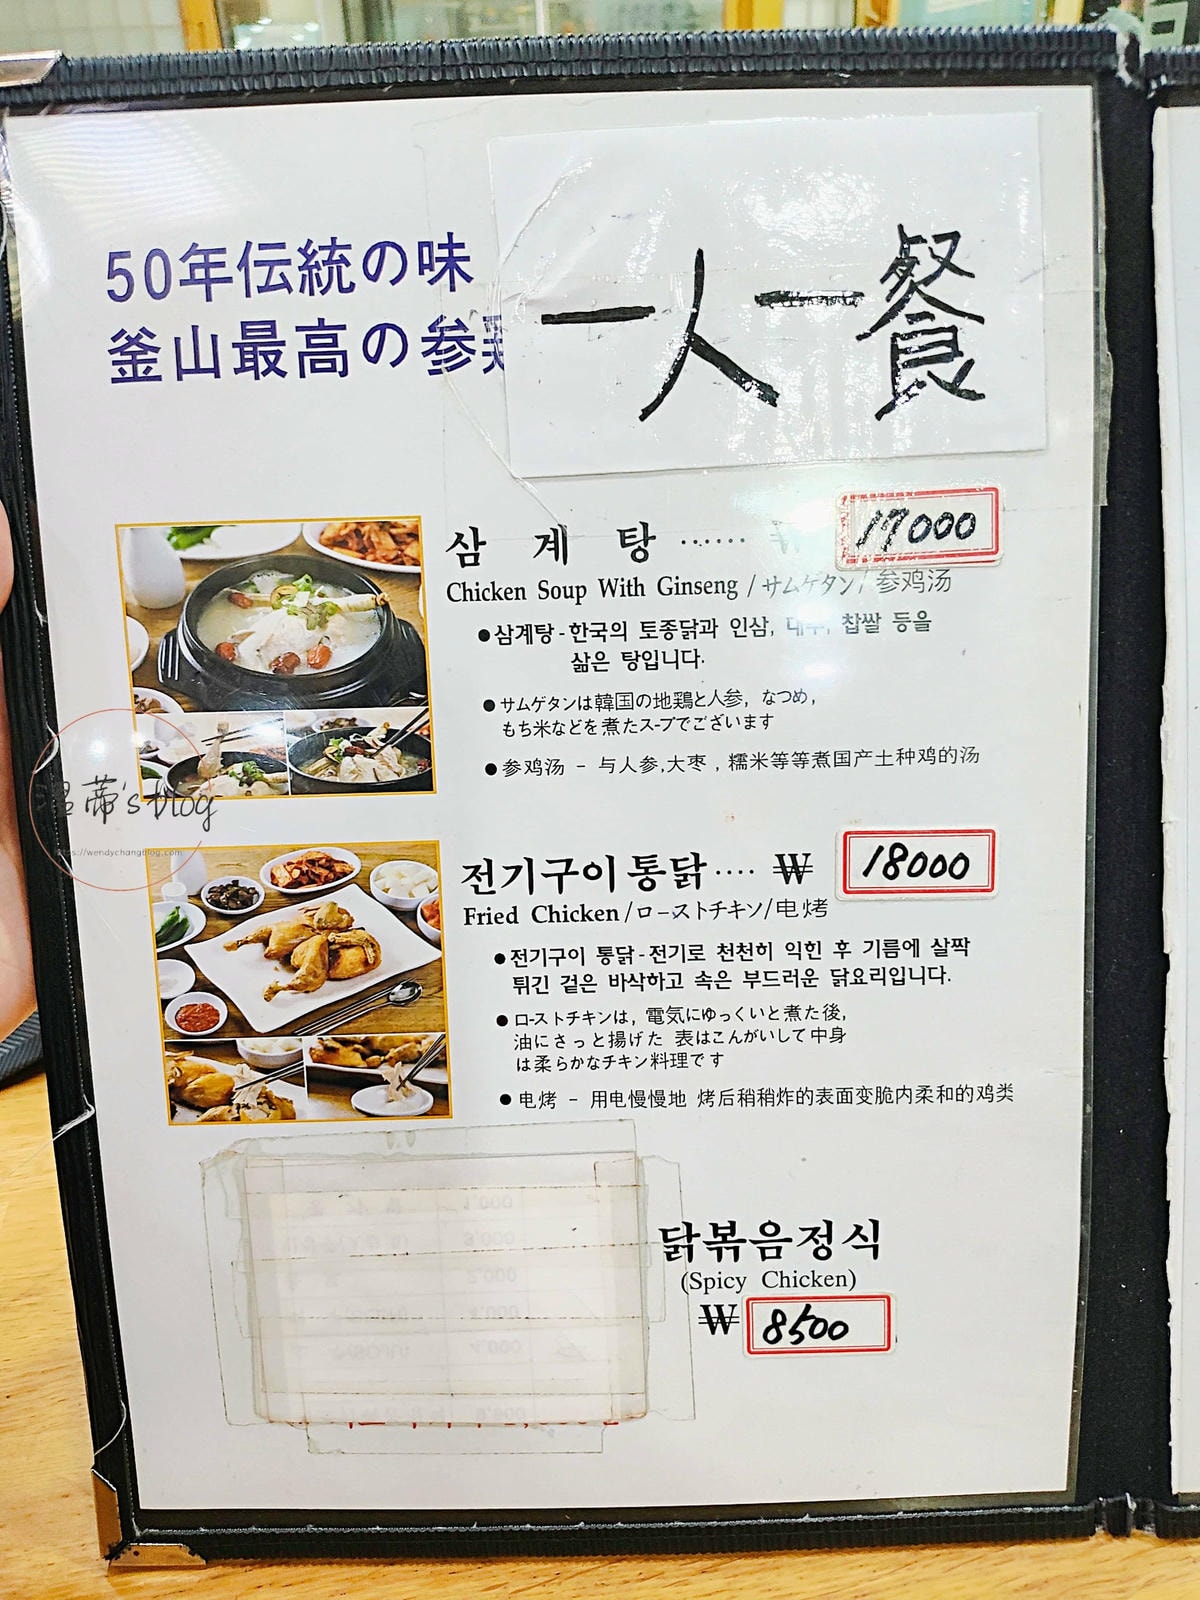 50年伝統の味
釜山最高の参
一人一餐
삼 계 탕 ······ ₩ 17000
Chicken Soup With Ginseng / サムゲタン / 参鸡汤
●삼계탕-한국의 토종닭과 인삼, 대추, 찹쌀 등을
삶은 탕입니다.
●サムゲタンは韓国の地鶏と人参, なつめ,
もち米などを煮たスープでございます
●参鸡汤 - 与人参,大枣 , 糯米等等煮国产土种鸡的汤
蒂's blog
https://wendychangblog.com
전기구이통닭···· ₩ 18000
Fried Chicken/ローストチキン/电烤
●전기구이 통닭-전기로 천천히 익힌 후 기름에 살짝
튀긴 겉은 바삭하고 속은 부드러운 닭요리입니다.
●ローストチキンは, 電気にゆっくいと煮た後,
油にさっと揚げた 表はこんがいして中身
は柔らかなチキン料理です
●电烤 - 用电慢慢地 烤后稍稍炸的表面变脆内柔和的鸡类
닭볶음정식
(Spicy Chicken)
₩ 8500